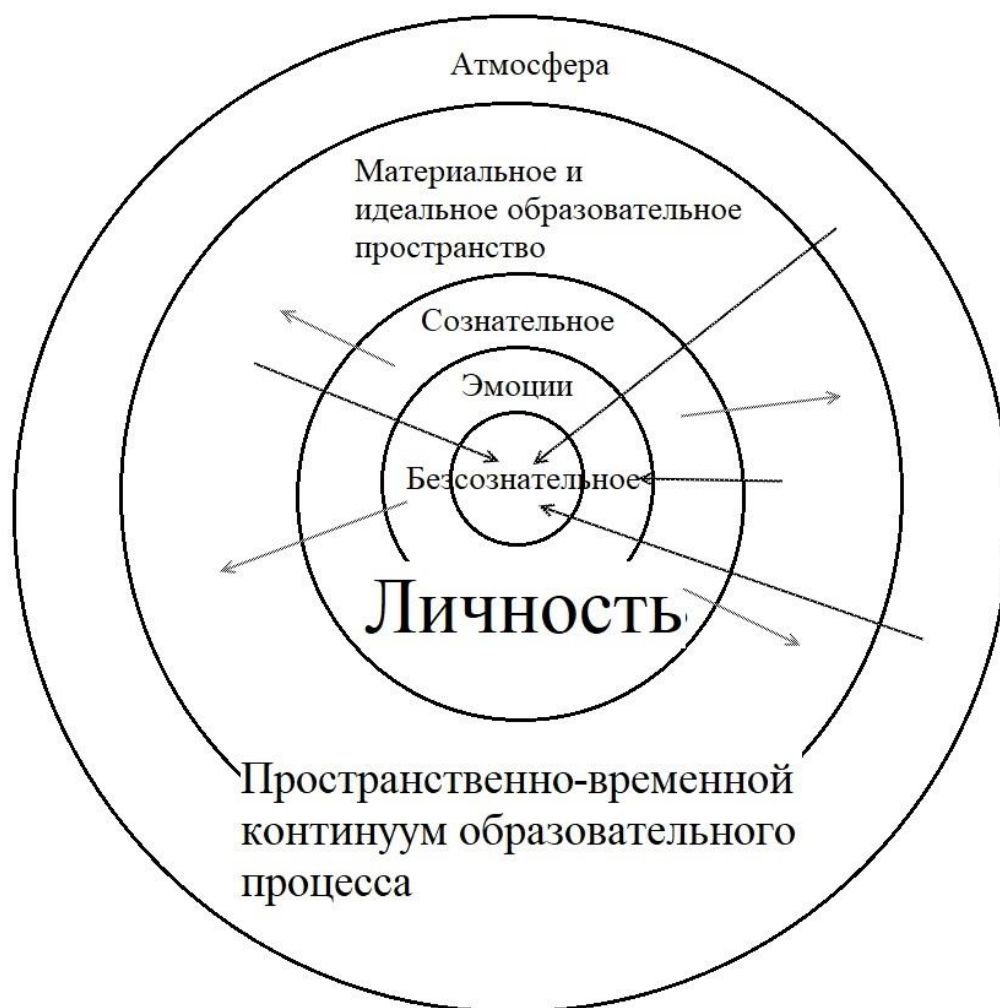 Атмосфера
Материальное и
идеальное образовательное
пространство
Сознательное
Эмоции
Безсознательное
Личность
Пространственно-временной
континуум образовательного
процесса